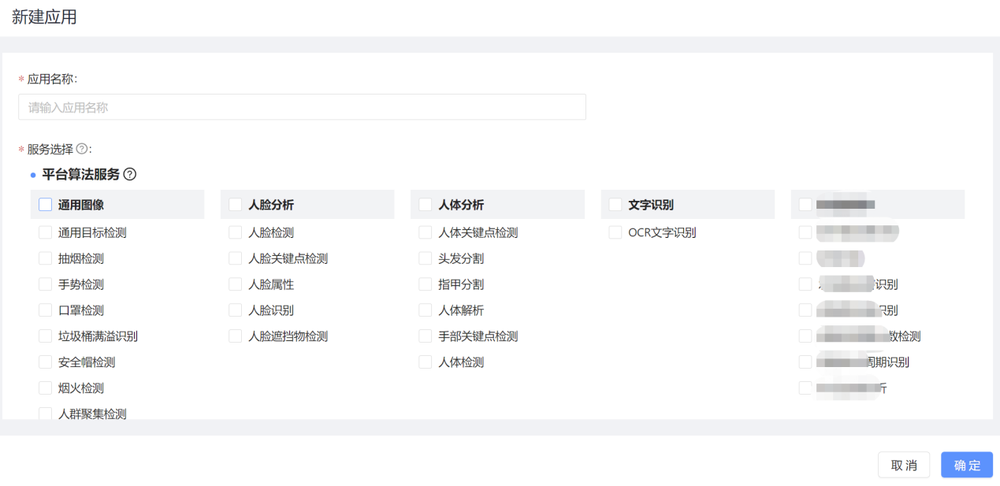 新建应用
* 应用名称:
请输入应用名称
* 服务选择 ? :
平台算法服务 ?
通用图像
通用目标检测
抽烟检测
手势检测
口罩检测
垃圾桶满溢识别
安全帽检测
烟火检测
人群聚集检测
人脸分析
人脸检测
人脸关键点检测
人脸属性
人脸识别
人脸遮挡物检测
人体分析
人体关键点检测
头发分割
指甲分割
人体解析
手部关键点检测
人体检测
文字识别
OCR文字识别
识别
识别
数检测
周期识别
析
取消
确定